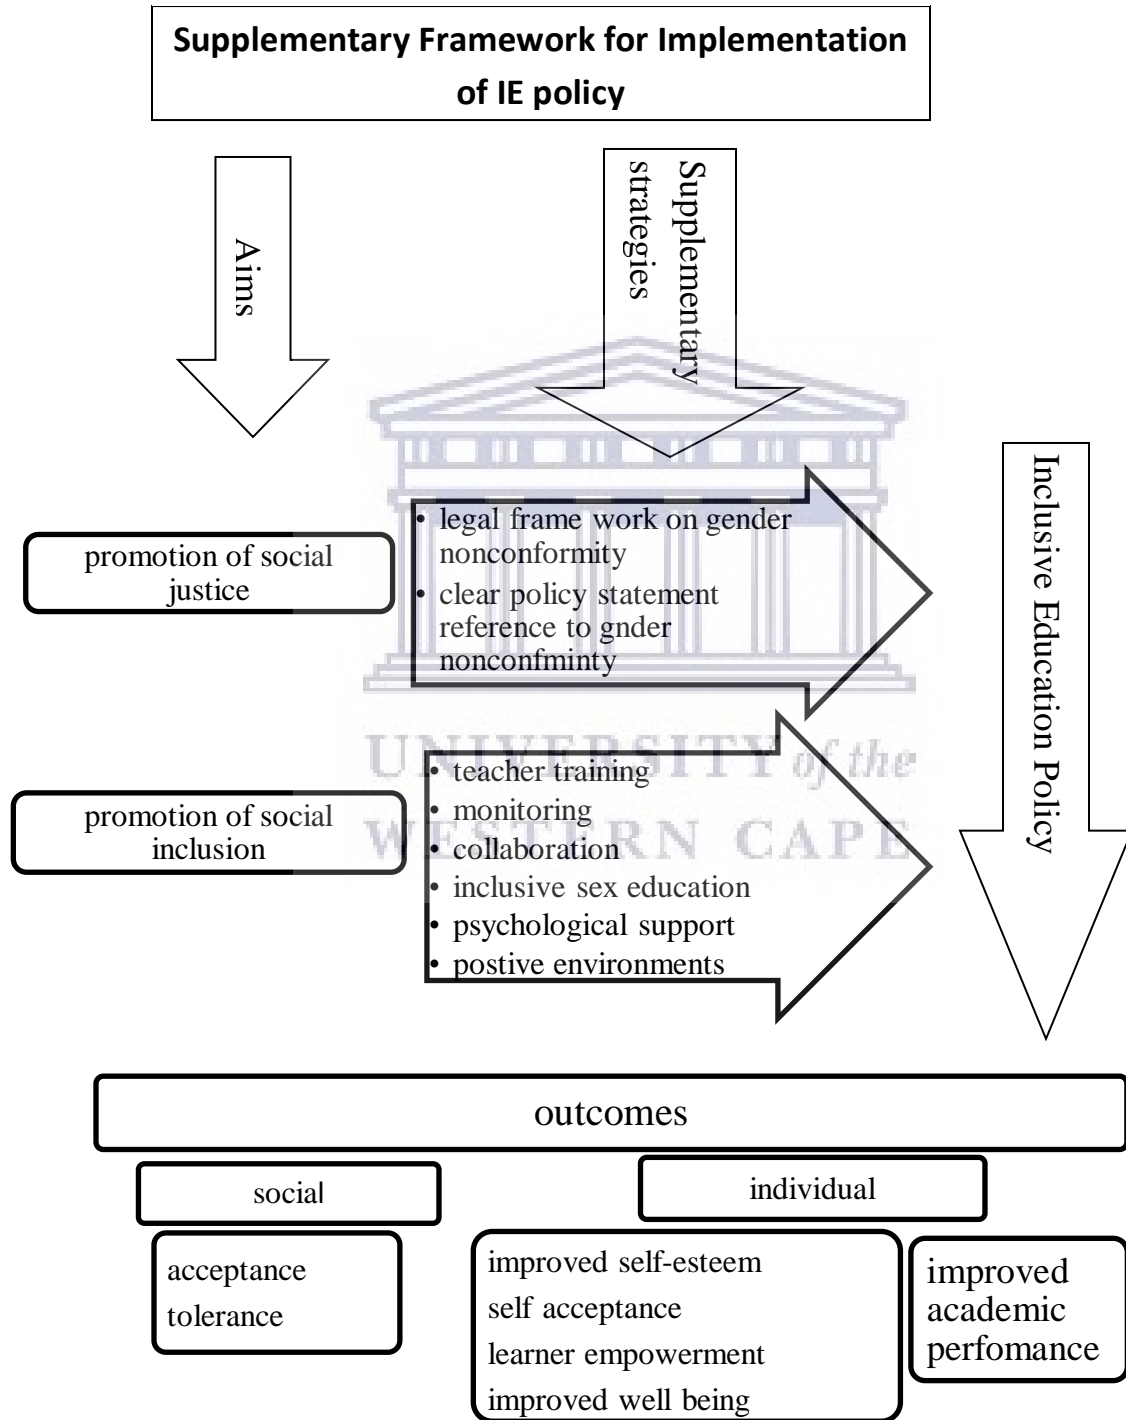 Supplementary Framework for Implementation
of IE policy
Aims
Supplementary
strategies
Inclusive Education Policy
promotion of social
justice
• legal frame work on gender
nonconformity
• clear policy statement
reference to gnder
nonconfminty
promotion of social
inclusion
• teacher training
• monitoring
• collaboration
• inclusive sex education
• psychological support
• postive environments
UNIVERSITY of the
WESTERN CAPE
outcomes
social
individual
acceptance
tolerance
improved self-esteem
self acceptance
learner empowerment
improved well being
improved
academic
perfomance